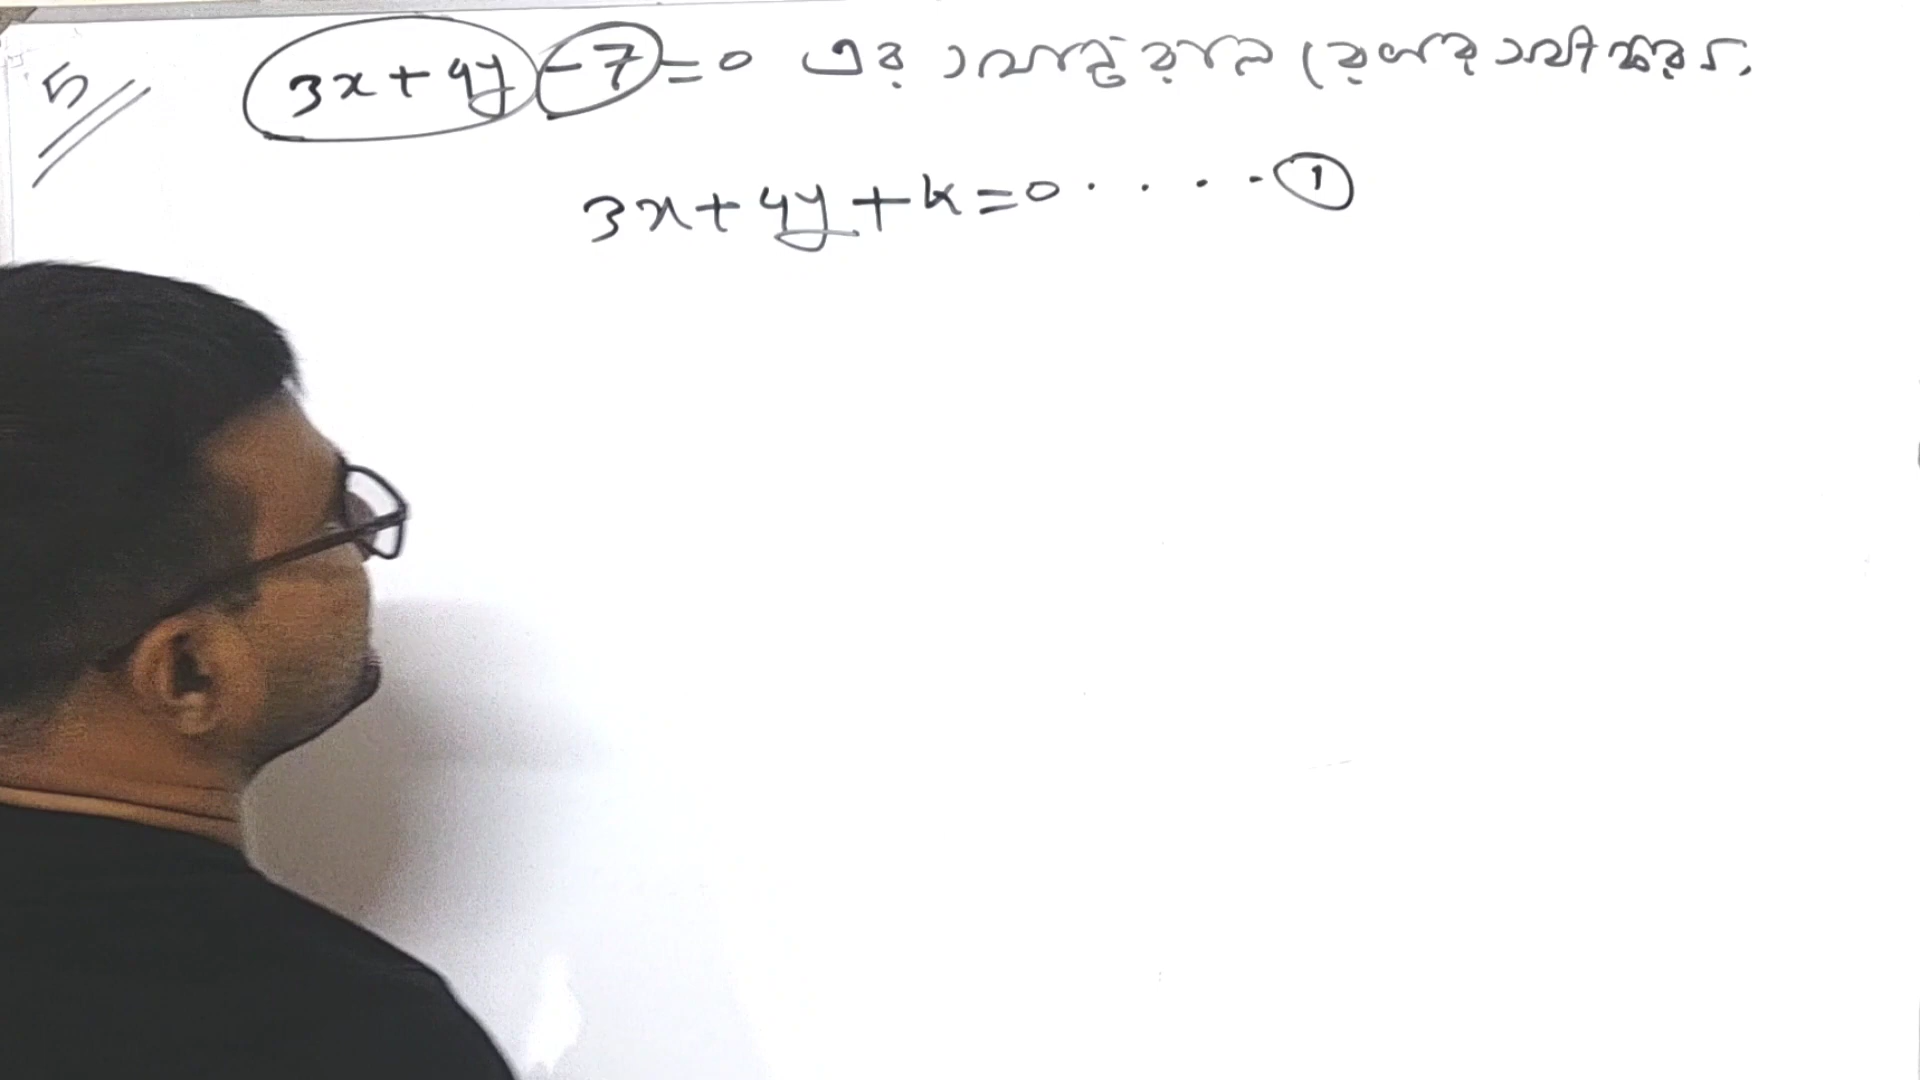 5 3x+4y-7=0 এর সমান্তরাল রেখার সমীকরণ,
3x+4y+k=0 . . . . ①